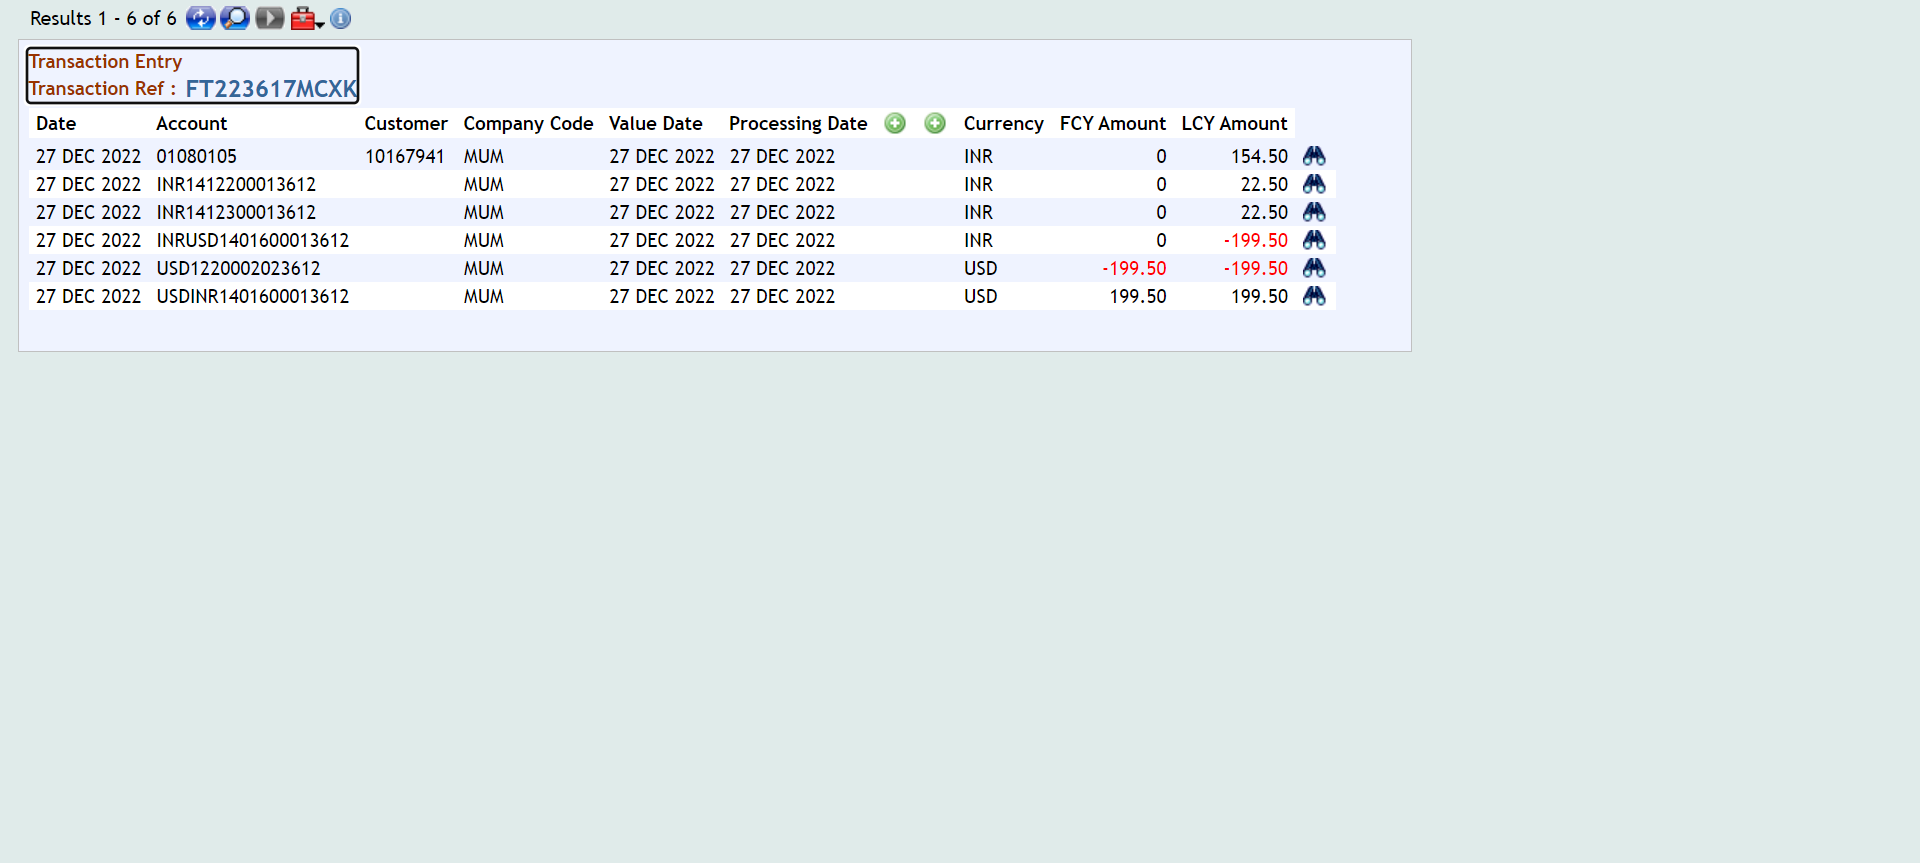 Results 1 - 6 of 6
Transaction Entry
Transaction Ref : FT223617MCXK
Date Account Customer Company Code Value Date Processing Date Currency FCY Amount LCY Amount
27 DEC 2022 01080105 10167941 MUM 27 DEC 2022 27 DEC 2022 INR 0 154.50
27 DEC 2022 INR1412200013612 MUM 27 DEC 2022 27 DEC 2022 INR 0 22.50
27 DEC 2022 INR1412300013612 MUM 27 DEC 2022 27 DEC 2022 INR 0 22.50
27 DEC 2022 INRUSD1401600013612 MUM 27 DEC 2022 27 DEC 2022 INR 0 -199.50
27 DEC 2022 USD1220002023612 MUM 27 DEC 2022 27 DEC 2022 USD -199.50 -199.50
27 DEC 2022 USDINR1401600013612 MUM 27 DEC 2022 27 DEC 2022 USD 199.50 199.50